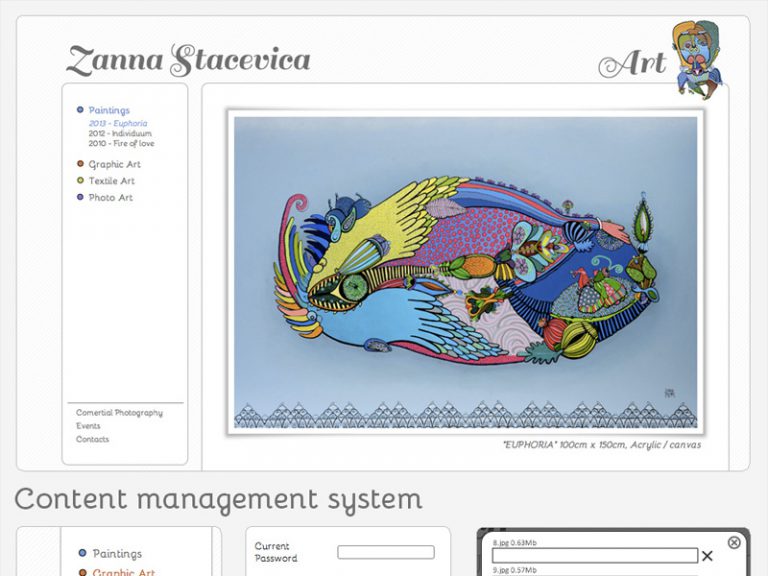 Zanna Stacevica
Art
Paintings
2013 - Euphoria
2012 - Individuum
2010 - Fire of love
Graphic Art
Textile Art
Photo Art
Comertial Photography
Events
Contacts
"EUPHORIA" 100cm x 150cm, Acrylic / canvas
Content management system
Paintings
Graphic Art
Current
Password
8.jpg 0.63Mb
9.jpg 0.57Mb